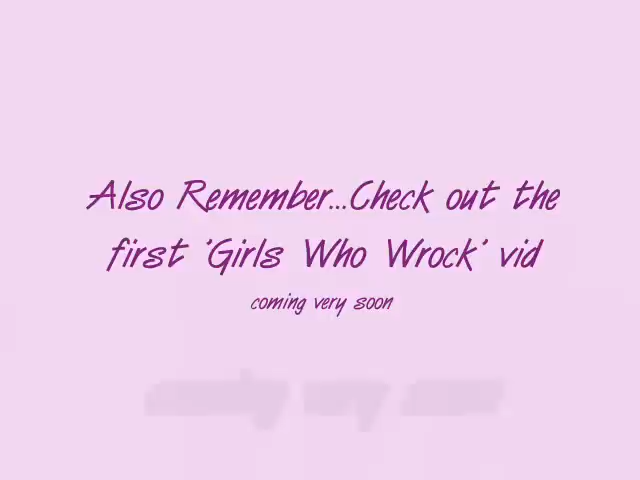 Also Remember...Check out the
first 'Girls Who Wrock' vid
coming very soon